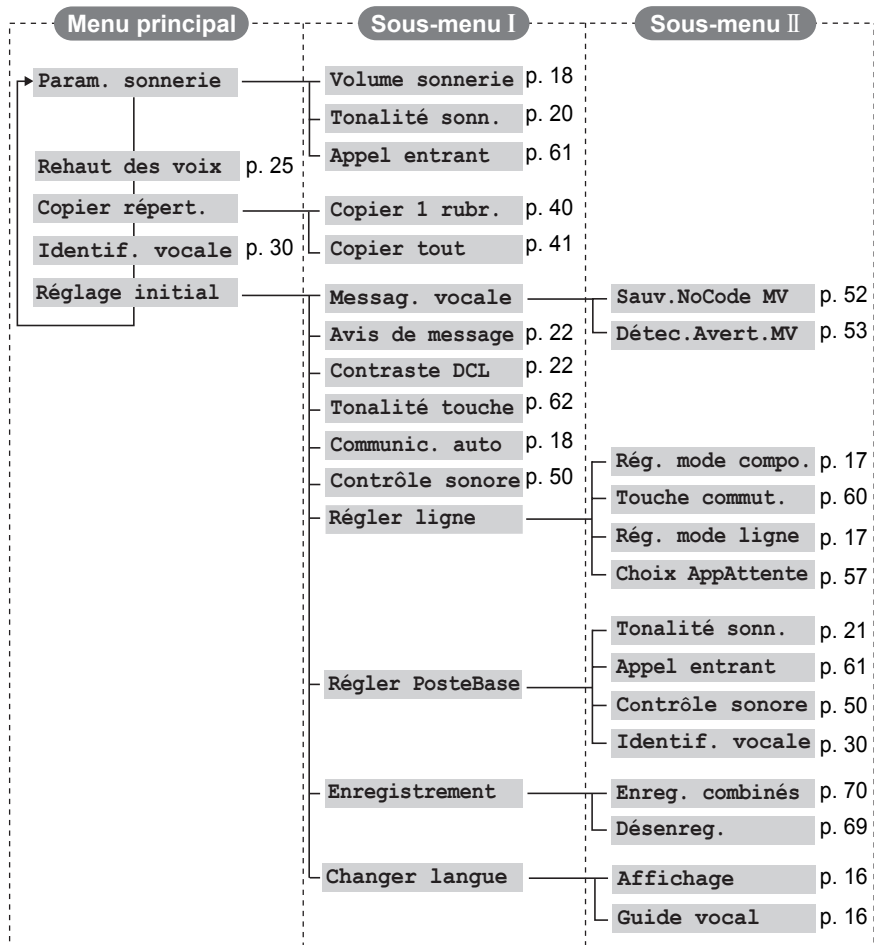 Menu principal Sous-menu I Sous-menu II
Param. sonnerie Volume sonnerie p. 18
Tonalité sonn. p. 20
Appel entrant p. 61
Rehaut des voix p. 25
Copier répert. Copier 1 rubr. p. 40
Identif. vocale p. 30 Copier tout p. 41
Réglage initial Messag. vocale Sauv.NoCode MV p. 52
Avis de message p. 22 Détec.Avert.MV p. 53
Contraste DCL p. 22
Tonalité touche p. 62
Communic. auto p. 18
Contrôle sonore p. 50 Rég. mode compo. p. 17
Régler ligne Touche commut. p. 60
Rég. mode ligne p. 17
Choix AppAttente p. 57
Régler PosteBase Tonalité sonn. p. 21
Appel entrant p. 61
Contrôle sonore p. 50
Identif. vocale p. 30
Enregistrement Enreg. combinés p. 70
Désenreg. p. 69
Changer langue Affichage p. 16
Guide vocal p. 16